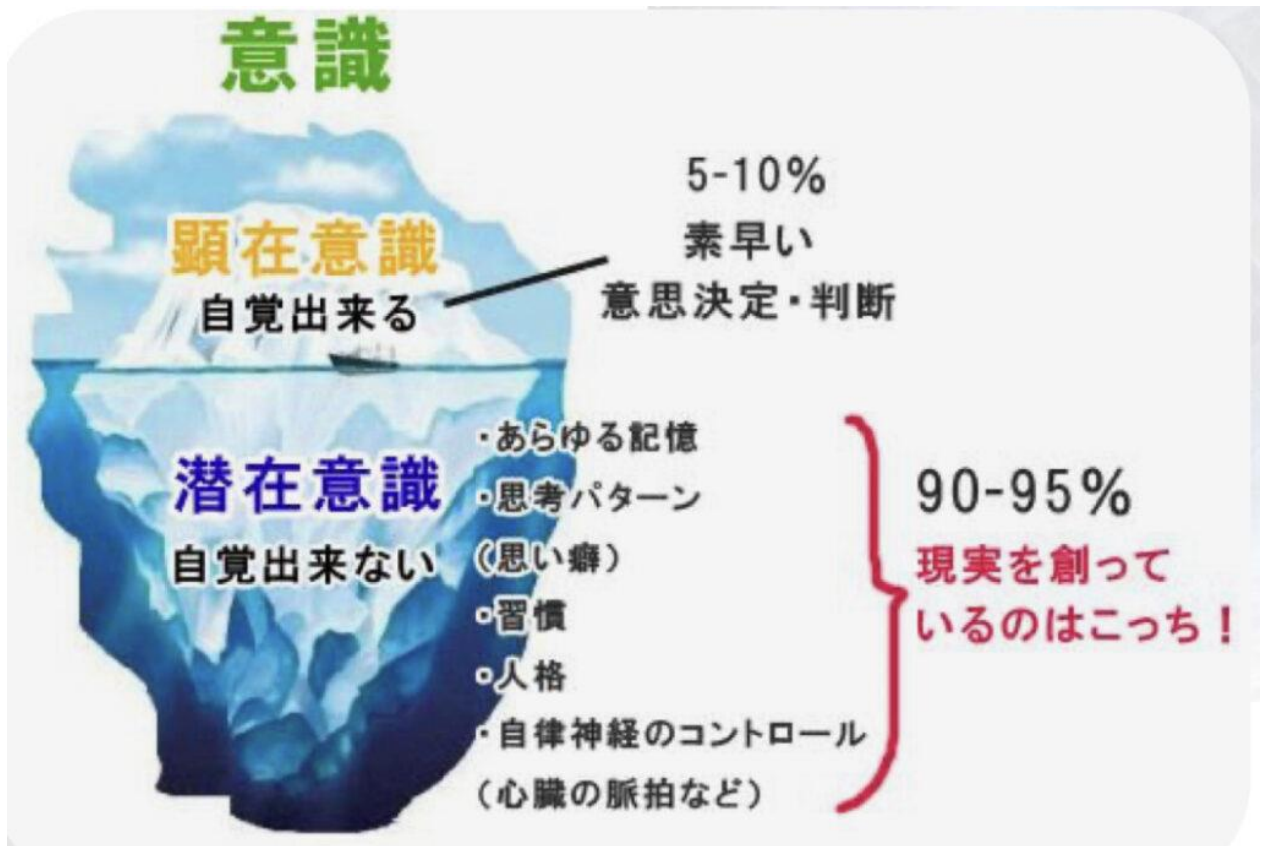 意識
5-10%
素早い
意思決定・判断
顕在意識
自覚出来る
潜在意識
自覚出来ない
・あらゆる記憶
・思考パターン
（思い癖）
・習慣
・人格
・自律神経のコントロール
（心臓の脈拍など）
90-95%
現実を創って
いるのはこっち！